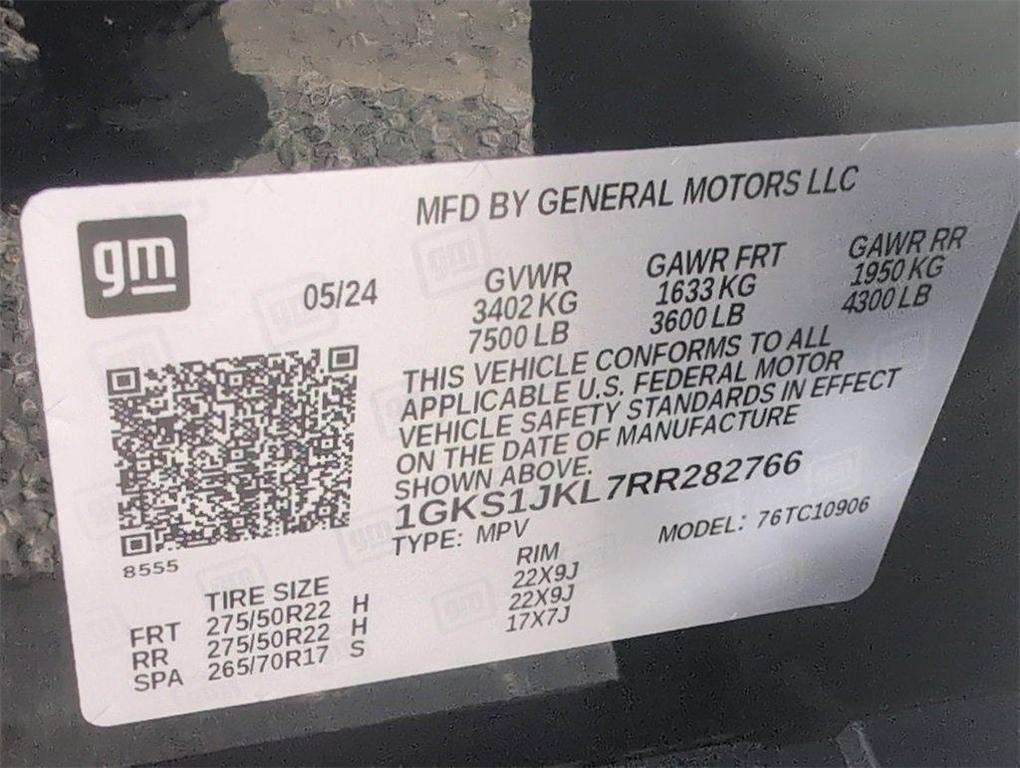 MFD BY GENERAL MOTORS LLC
gm
05/24
GVWR
3402 KG
7500 LB
GAWR FRT
1633 KG
3600 LB
GAWR RR
1950 KG
4300 LB
THIS VEHICLE CONFORMS TO ALL
APPLICABLE U.S. FEDERAL MOTOR
VEHICLE SAFETY STANDARDS IN EFFECT
ON THE DATE OF MANUFACTURE
SHOWN ABOVE.
1GKS1JKL7RR282766
TYPE: MPV
MODEL: 76TC10906
8555
TIRE SIZE RIM
FRT 275/50R22 H 22X9J
RR 275/50R22 H 22X9J
SPA 265/70R17 S 17X7J